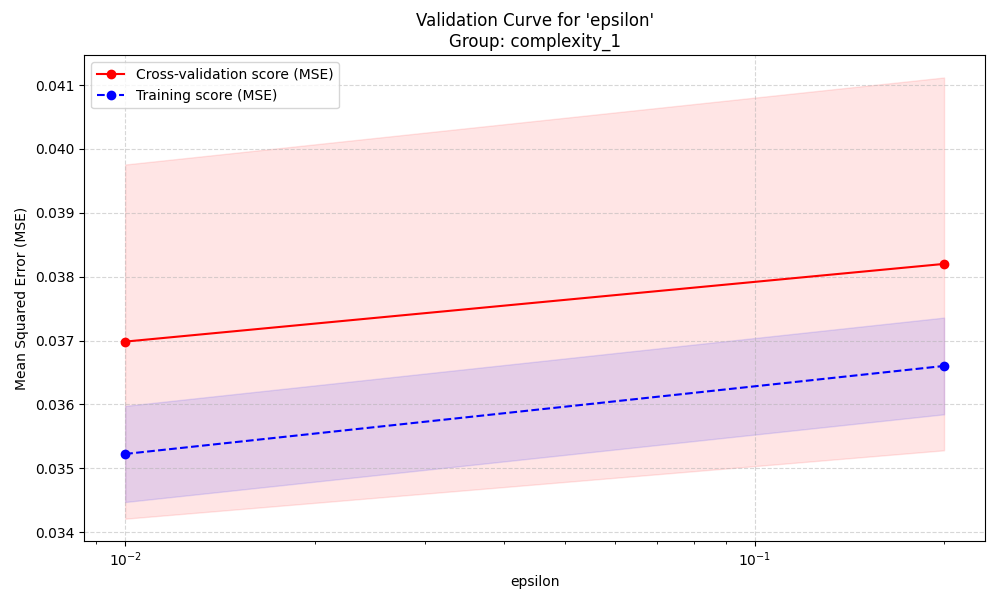 Validation Curve for 'epsilon'
Group: complexity_1
Cross-validation score (MSE)
Training score (MSE)
Mean Squared Error (MSE)
0.041
0.040
0.039
0.038
0.037
0.036
0.035
0.034
10⁻² 10⁻¹
epsilon